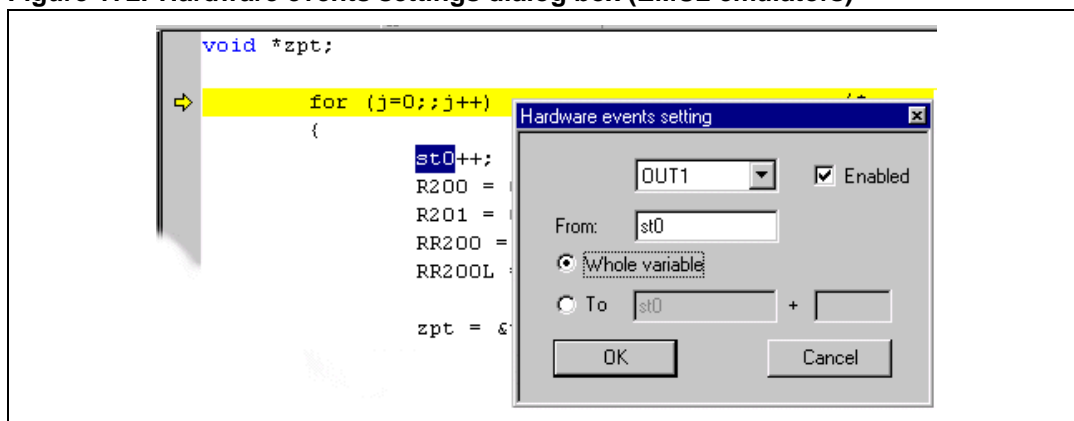 void *zpt;
for (j=0;;j++)
{
st0++;
R200 =
R201 =
RR200 =
RR200L
zpt =
Hardware events setting
OUT1
Enabled
From: st0
Whole variable
To st0 +
OK
Cancel